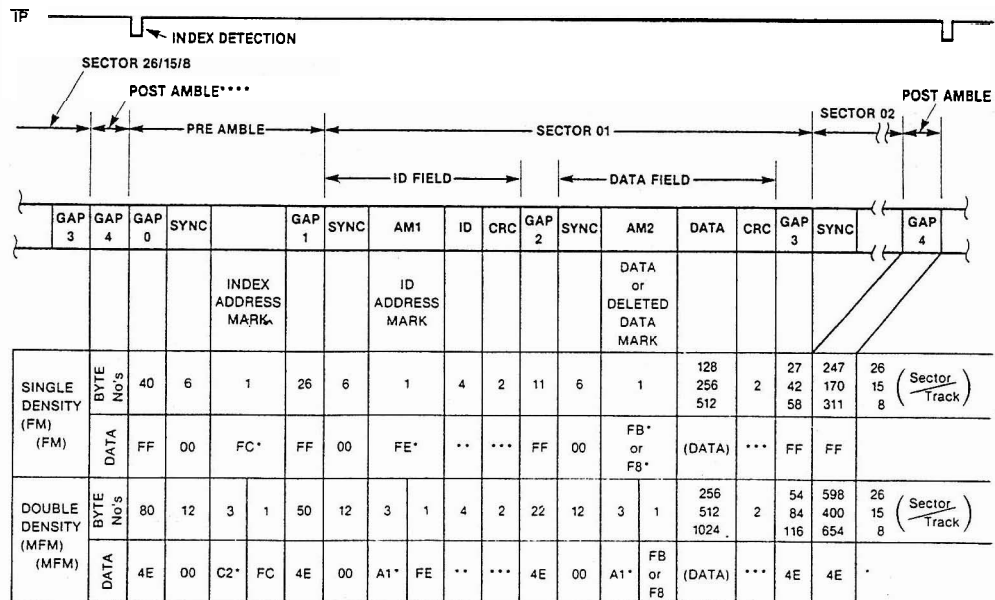 IP
INDEX DETECTION
SECTOR 26/15/8
POST AMBLE****
POST AMBLE
SECTOR 02
PRE AMBLE
SECTOR 01
ID FIELD
DATA FIELD
GAP 3 GAP 4 GAP 0 SYNC GAP 1 SYNC AM1 ID CRC GAP 2 SYNC AM2 DATA CRC GAP 3 SYNC GAP 4
INDEX ADDRESS MARK
ID ADDRESS MARK
DATA or DELETED DATA MARK
SINGLE DENSITY (FM) (FM)
BYTE No's 40 6 1 26 6 1 4 2 11 6 1 128 256 512 2 27 42 58 247 170 311 26 15 8 (Sector/Track)
DATA FF 00 FC* FF 00 FE* ** *** FF 00 FB* or F8* (DATA) *** FF FF
DOUBLE DENSITY (MFM) (MFM)
BYTE No's 80 12 3 1 50 12 3 1 4 2 22 12 3 1 256 512 1024 2 54 84 116 598 400 654 26 15 8 (Sector/Track)
DATA 4E 00 C2* FC 4E 00 A1* FE ** *** 4E 00 A1* FB or F8 (DATA) *** 4E 4E